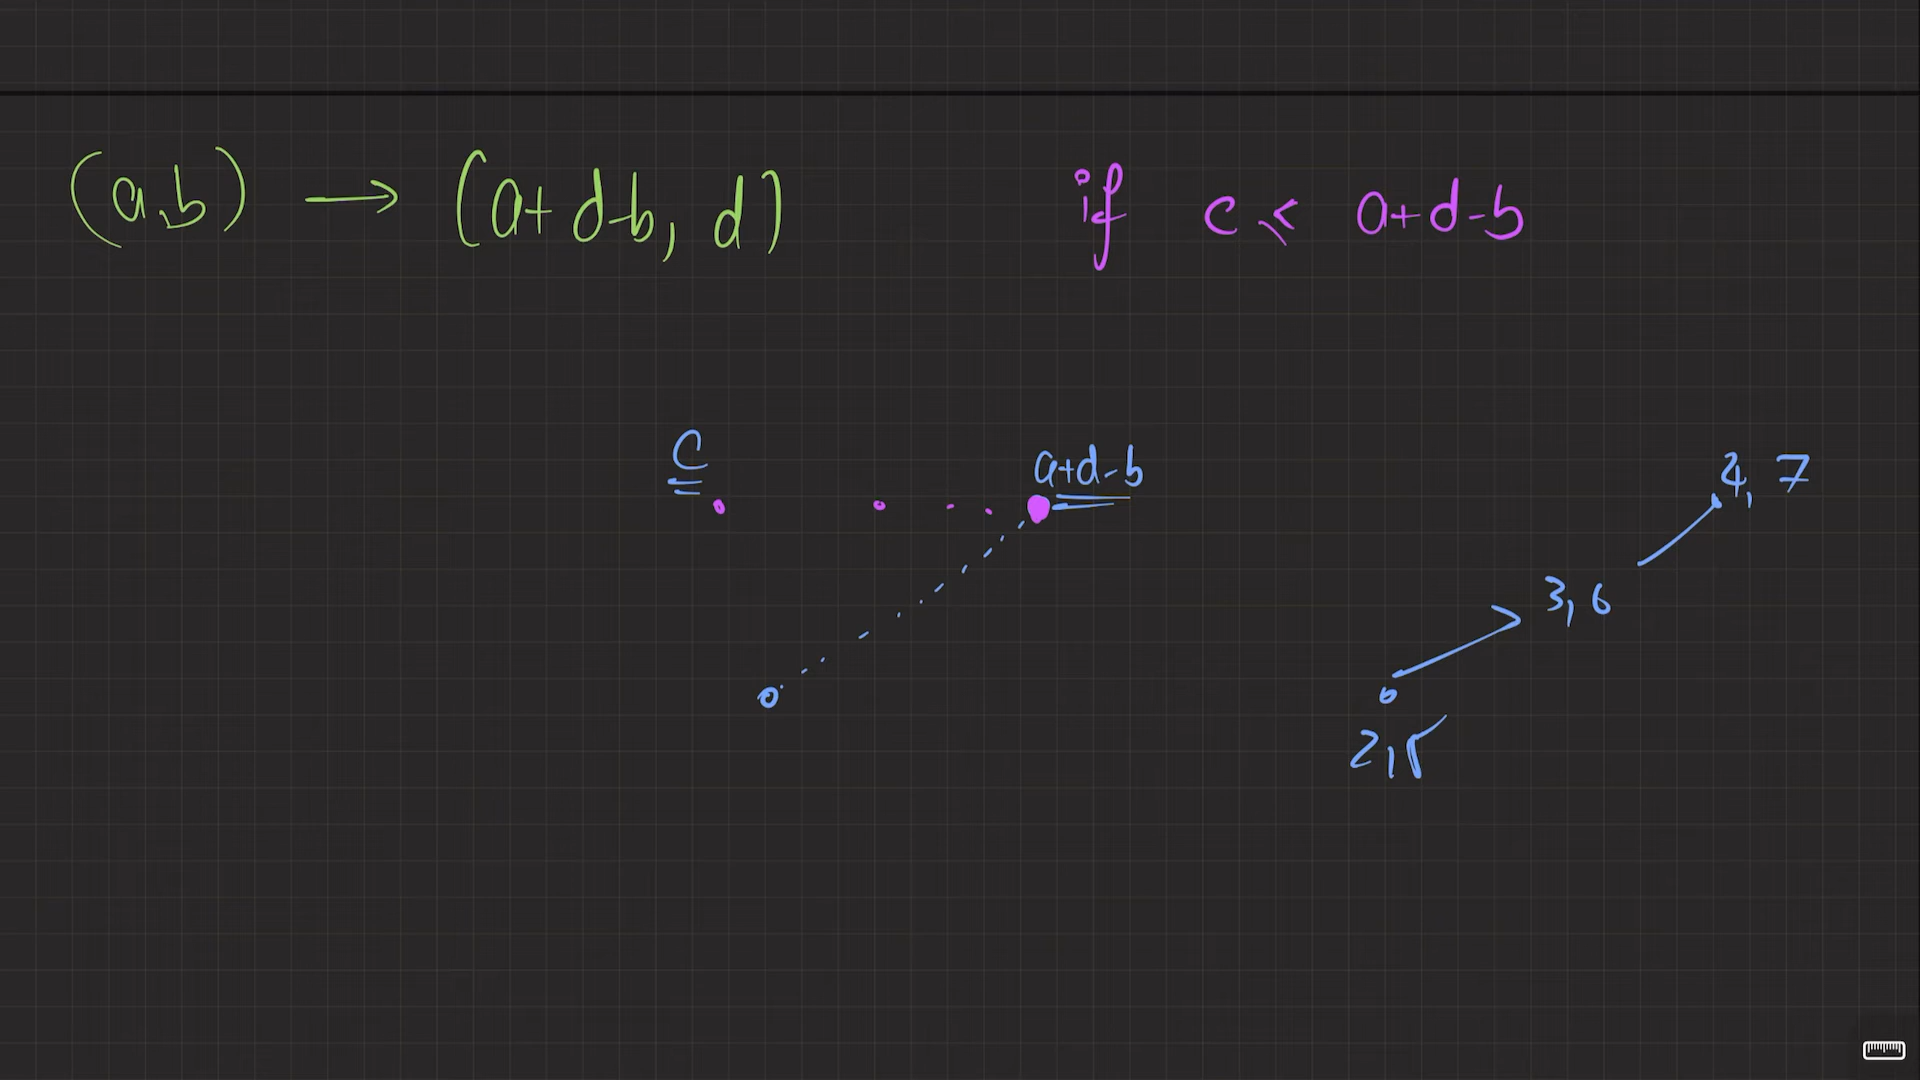 (a,b) → (a+d-b, d) if c ≤ a+d-b
c a+d-b
4, 7
3, 6
2,5